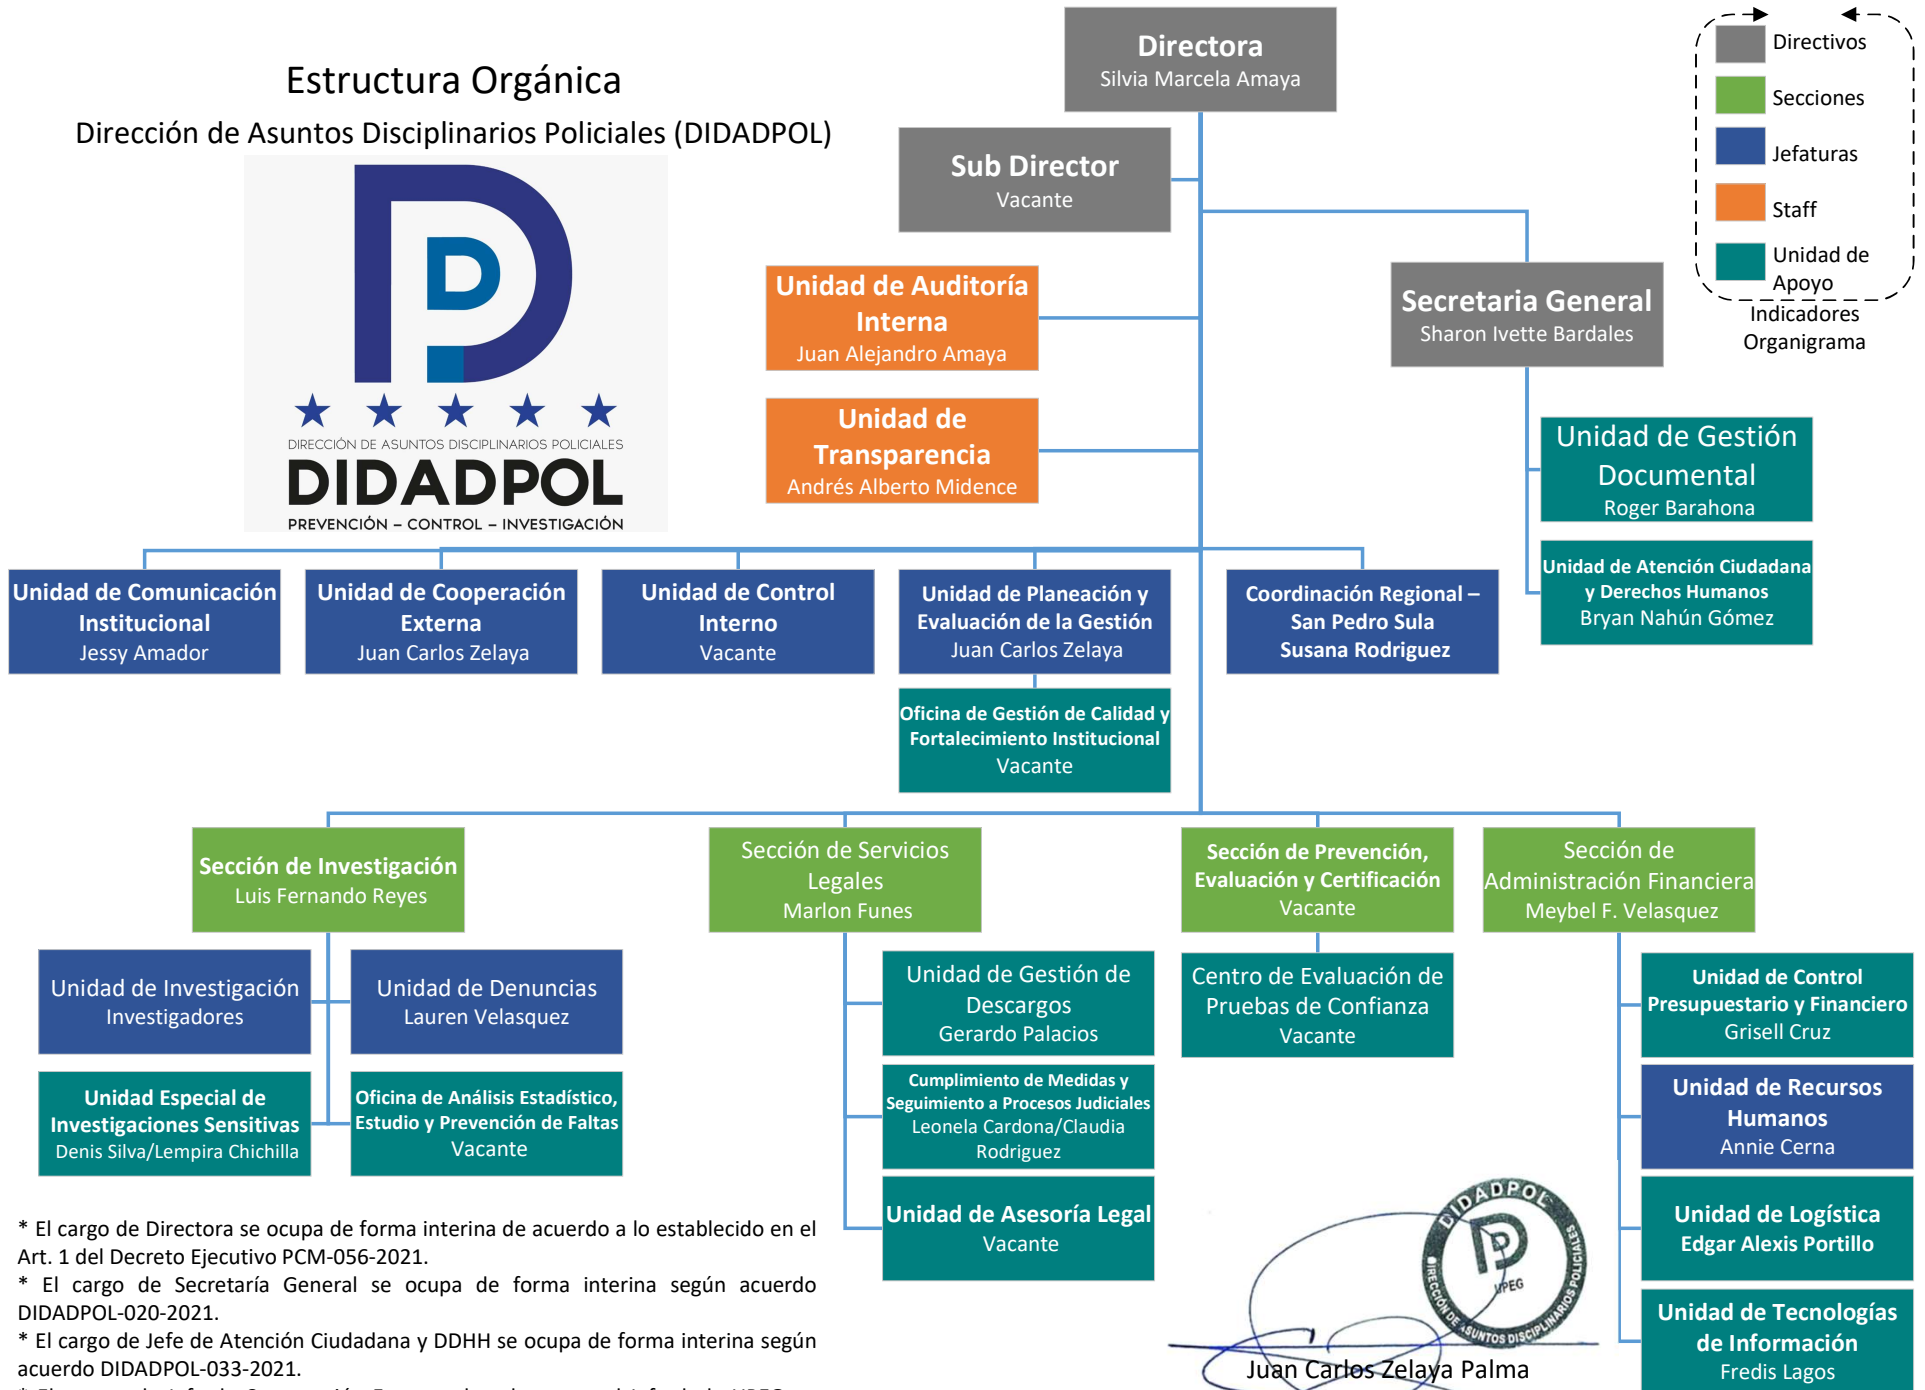 Estructura Orgánica
Dirección de Asuntos Disciplinarios Policiales (DIDADPOL)
DIRECCIÓN DE ASUNTOS DISCIPLINARIOS POLICIALES
DIDADPOL
PREVENCIÓN – CONTROL – INVESTIGACIÓN
Directora
Silvia Marcela Amaya
Sub Director
Vacante
Directivos
Secciones
Jefaturas
Staff
Unidad de
Apoyo
Indicadores
Organigrama
Unidad de Auditoría
Interna
Juan Alejandro Amaya
Secretaria General
Sharon Ivette Bardales
Unidad de
Transparencia
Andrés Alberto Midence
Unidad de Gestión
Documental
Roger Barahona
Unidad de Atención Ciudadana
y Derechos Humanos
Bryan Nahún Gómez
Unidad de Comunicación
Institucional
Jessy Amador
Unidad de Cooperación
Externa
Juan Carlos Zelaya
Unidad de Control
Interno
Vacante
Unidad de Planeación y
Evaluación de la Gestión
Juan Carlos Zelaya
Coordinación Regional –
San Pedro Sula
Susana Rodriguez
Oficina de Gestión de Calidad y
Fortalecimiento Institucional
Vacante
Sección de Investigación
Luis Fernando Reyes
Sección de Servicios
Legales
Marlon Funes
Sección de Prevención,
Evaluación y Certificación
Vacante
Sección de
Administración Financiera
Meybel F. Velasquez
Unidad de Investigación
Investigadores
Unidad de Denuncias
Lauren Velasquez
Unidad Especial de
Investigaciones Sensitivas
Denis Silva/Lempira Chichilla
Oficina de Análisis Estadístico,
Estudio y Prevención de Faltas
Vacante
Unidad de Gestión de
Descargos
Gerardo Palacios
Cumplimiento de Medidas y
Seguimiento a Procesos Judiciales
Leonela Cardona/Claudia
Rodriguez
Unidad de Asesoría Legal
Vacante
Centro de Evaluación de
Pruebas de Confianza
Vacante
Unidad de Control
Presupuestario y Financiero
Grisell Cruz
Unidad de Recursos
Humanos
Annie Cerna
Unidad de Logística
Edgar Alexis Portillo
Unidad de Tecnologías
de Información
Fredis Lagos
* El cargo de Directora se ocupa de forma interina de acuerdo a lo establecido en el
Art. 1 del Decreto Ejecutivo PCM-056-2021.
* El cargo de Secretaría General se ocupa de forma interina según acuerdo
DIDADPOL-020-2021.
* El cargo de Jefe de Atención Ciudadana y DDHH se ocupa de forma interina según
acuerdo DIDADPOL-033-2021.
DIDADPOL
UPEG
DIRECCIÓN DE ASUNTOS DISCIPLINARIOS POLICIALES
Juan Carlos Zelaya Palma